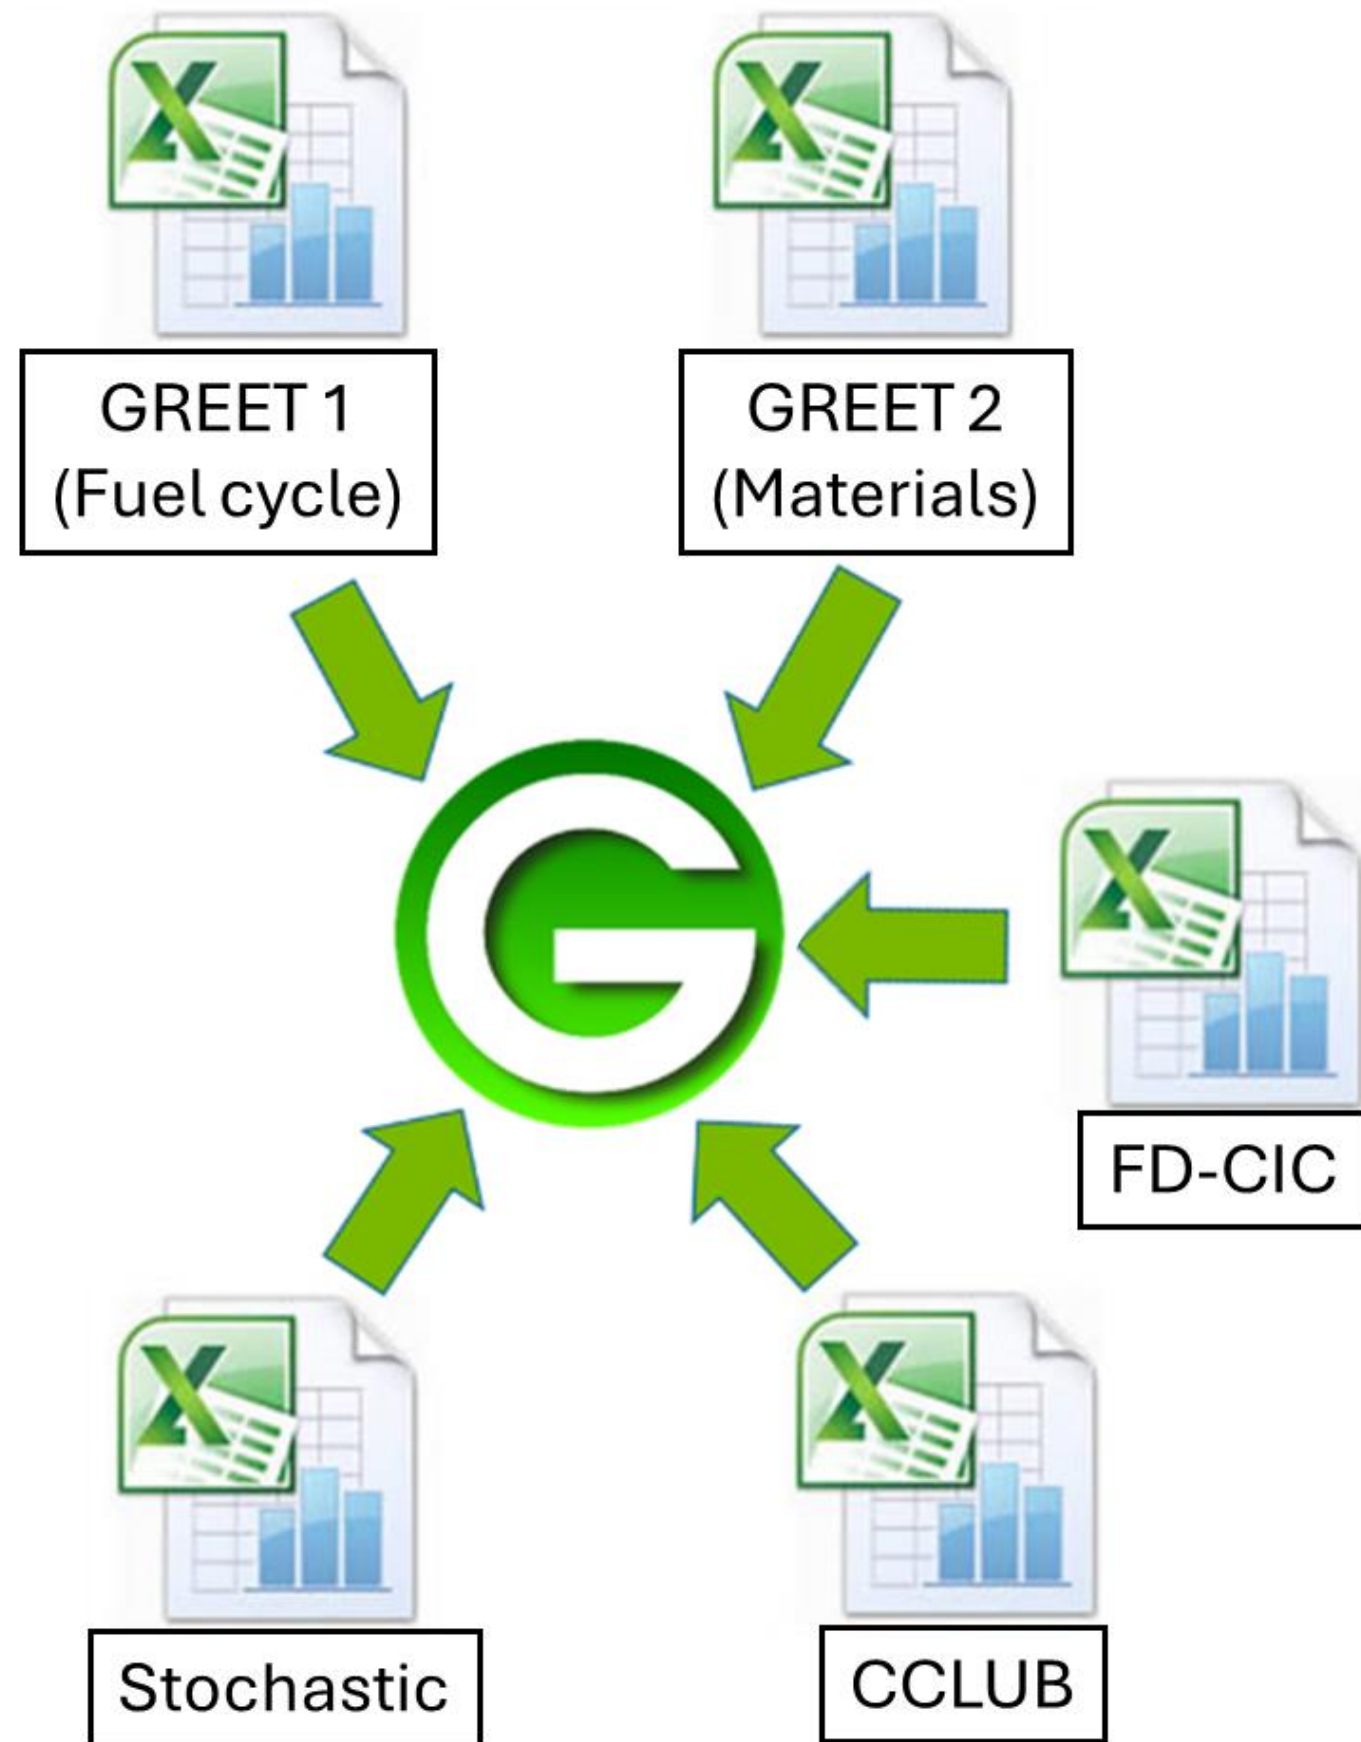 GREET 1
(Fuel cycle)
GREET 2
(Materials)
FD-CIC
Stochastic
CCLUB